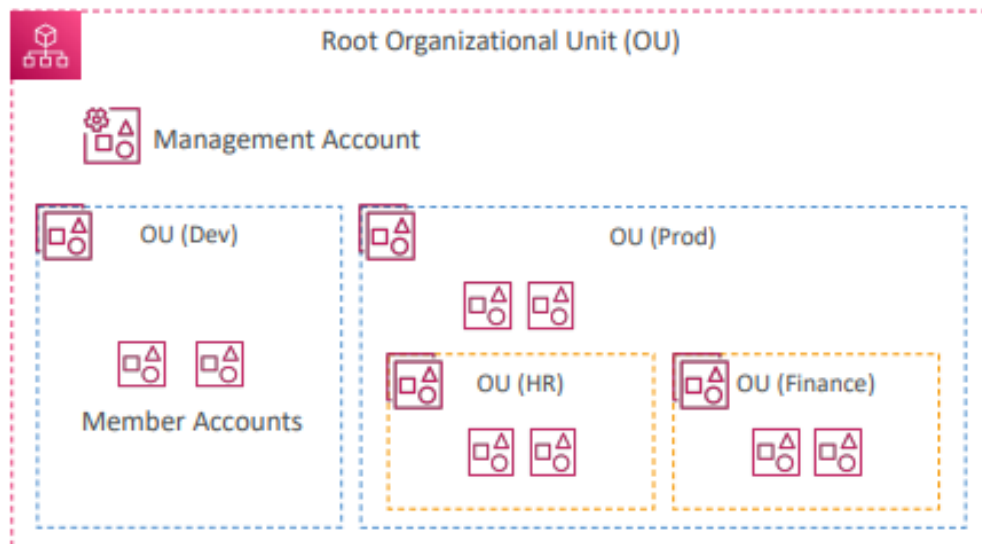 Root Organizational Unit (OU)
Management Account
OU (Dev)
OU (Prod)
Member Accounts
OU (HR)
OU (Finance)